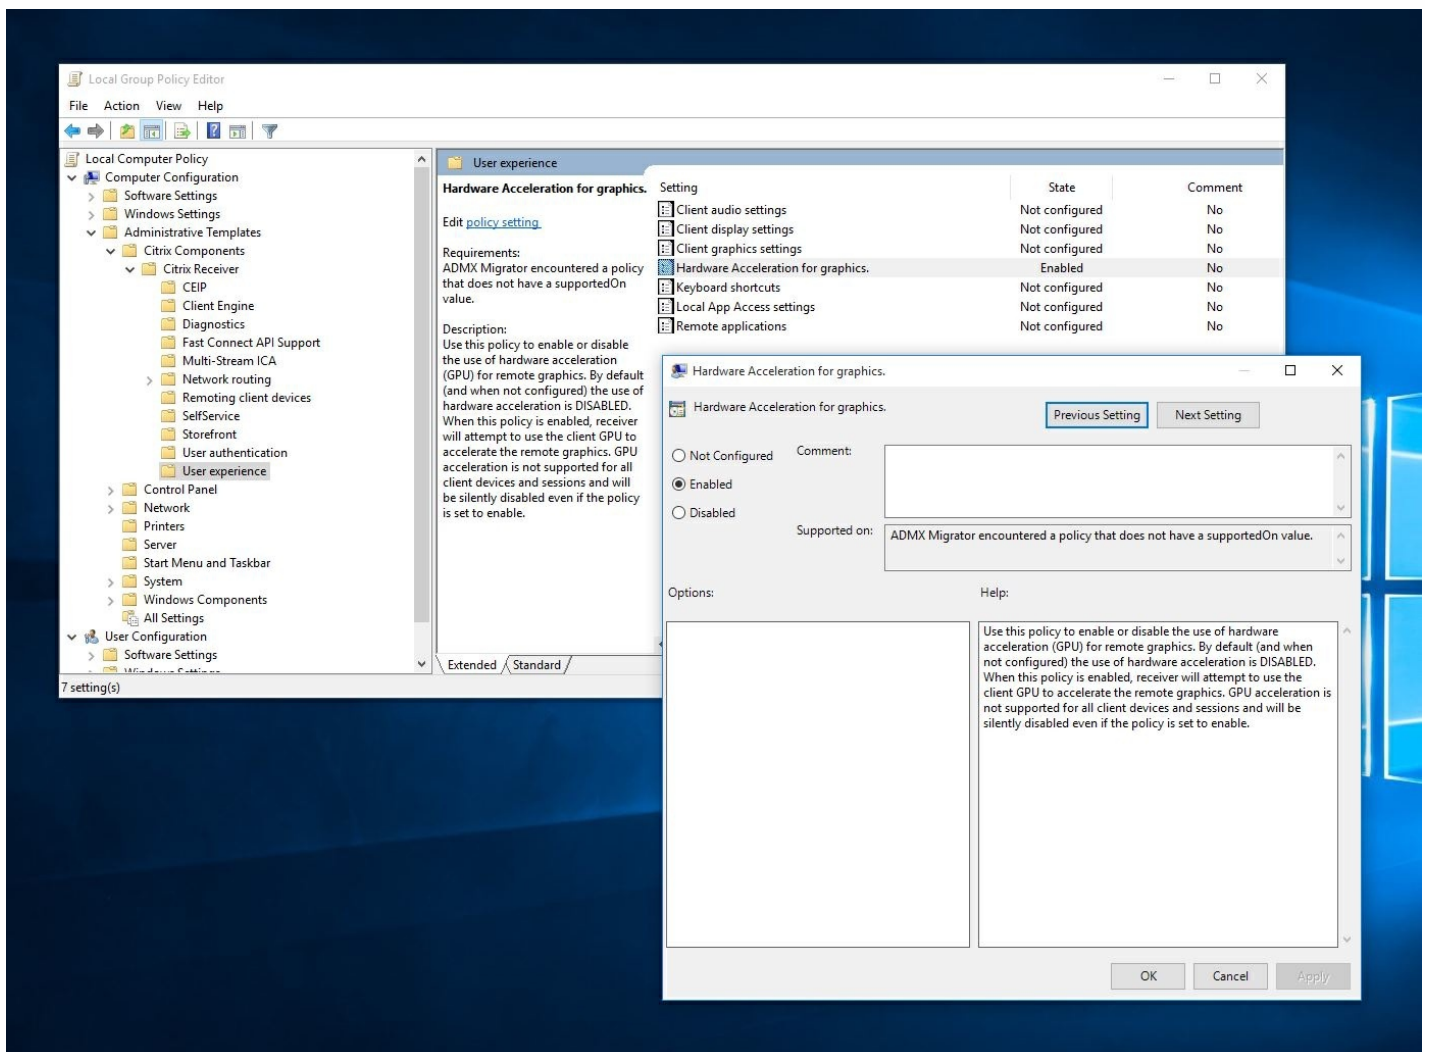 Local Group Policy Editor
File Action View Help
Local Computer Policy
Computer Configuration
Software Settings
Windows Settings
Administrative Templates
Citrix Components
Citrix Receiver
CEIP
Client Engine
Diagnostics
Fast Connect API Support
Multi-Stream ICA
Network routing
Remoting client devices
SelfService
Storefront
User authentication
User experience
Control Panel
Network
Printers
Server
Start Menu and Taskbar
System
Windows Components
All Settings
User Configuration
Software Settings
Windows Settings
7 setting(s)
User experience
Hardware Acceleration for graphics.
Edit policy setting
Requirements:
ADMX Migrator encountered a policy
that does not have a supportedOn
value.
Description:
Use this policy to enable or disable
the use of hardware acceleration
(GPU) for remote graphics. By default
(and when not configured) the use of
hardware acceleration is DISABLED.
When this policy is enabled, receiver
will attempt to use the client GPU to
accelerate the remote graphics. GPU
acceleration is not supported for all
client devices and sessions and will
be silently disabled even if the policy
is set to enable.
Setting State Comment
Client audio settings Not configured No
Client display settings Not configured No
Client graphics settings Not configured No
Hardware Acceleration for graphics. Enabled No
Keyboard shortcuts Not configured No
Local App Access settings Not configured No
Remote applications Not configured No
Extended Standard
Hardware Acceleration for graphics.
Hardware Acceleration for graphics.
Previous Setting Next Setting
Not Configured Comment:
Enabled
Disabled
Supported on: ADMX Migrator encountered a policy that does not have a supportedOn value.
Options: Help:
Use this policy to enable or disable the use of hardware
acceleration (GPU) for remote graphics. By default (and when
not configured) the use of hardware acceleration is DISABLED.
When this policy is enabled, receiver will attempt to use the
client GPU to accelerate the remote graphics. GPU acceleration is
not supported for all client devices and sessions and will be
silently disabled even if the policy is set to enable.
OK Cancel Apply